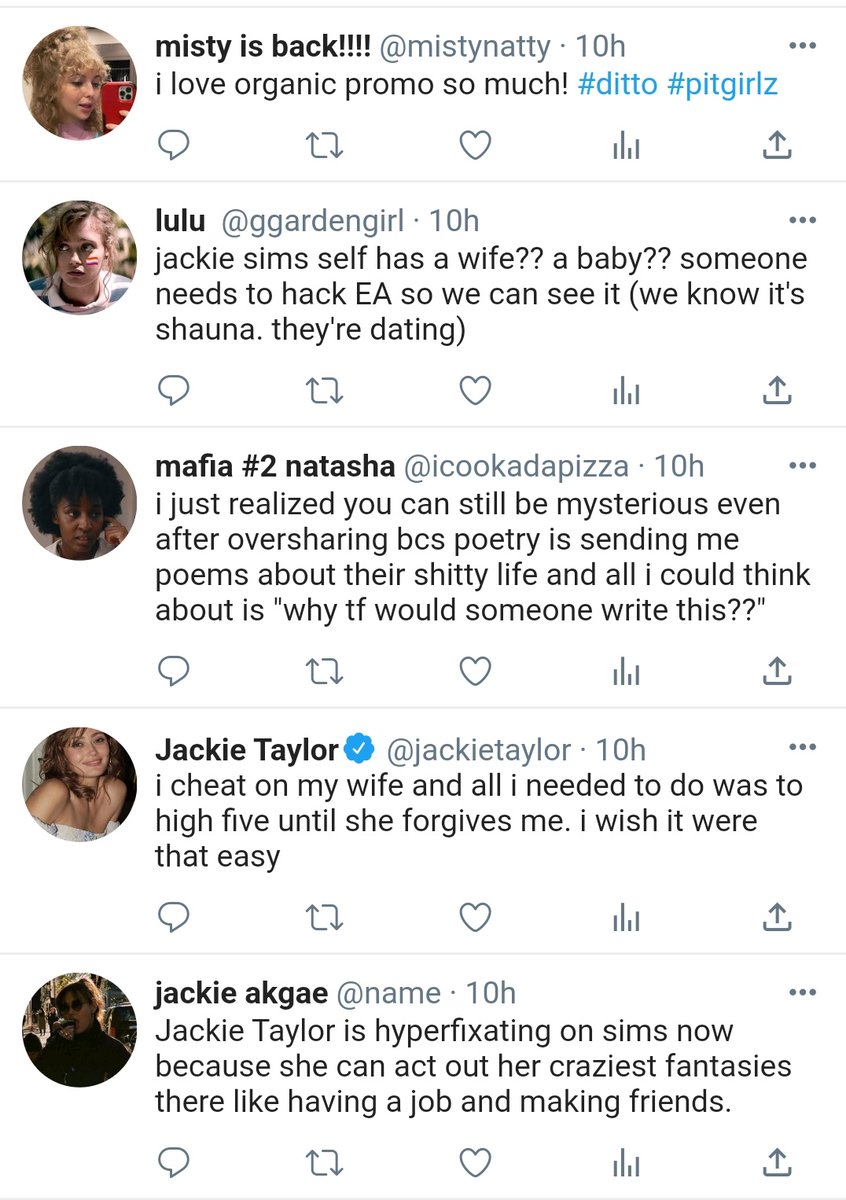 misty is back!!!! @mistynatty · 10h
i love organic promo so much! #ditto #pitgirlz
lulu @ggardengirl · 10h
jackie sims self has a wife?? a baby?? someone
needs to hack EA so we can see it (we know it's
shauna. they're dating)
mafia #2 natasha @icookadapizza · 10h
i just realized you can still be mysterious even
after oversharing bcs poetry is sending me
poems about their shitty life and all i could think
about is "why tf would someone write this??"
Jackie Taylor @jackietaylor · 10h
i cheat on my wife and all i needed to do was to
high five until she forgives me. i wish it were
that easy
jackie akgae @name · 10h
Jackie Taylor is hyperfixating on sims now
because she can act out her craziest fantasies
there like having a job and making friends.